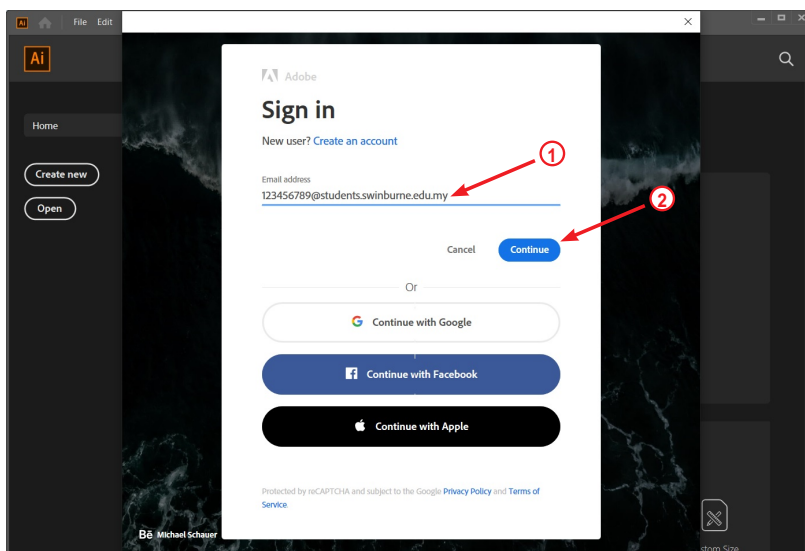 Ai File Edit
Ai
Adobe
Sign in
Home
New user? Create an account
1
Create new
Email address
123456789@students.swinburne.edu.my
Open
2
Cancel Continue
Or
Continue with Google
Continue with Facebook
Continue with Apple
Protected by reCAPTCHA and subject to the Google Privacy Policy and Terms of
Service.
Bē Michael Schauer
stom Size